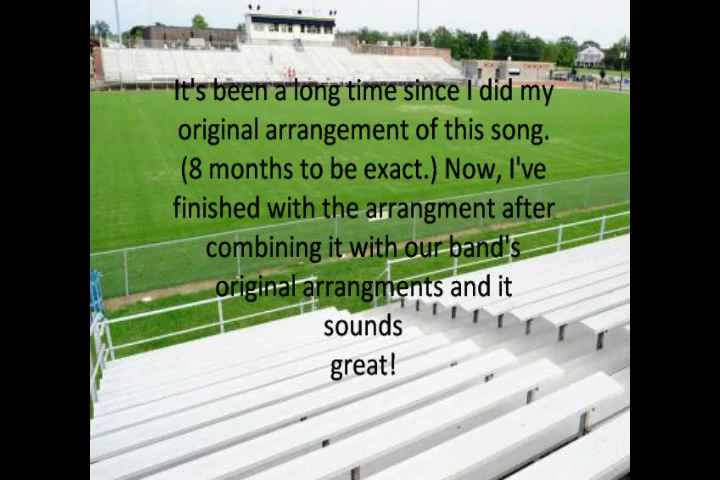 It's been a long time since I did my
original arrangement of this song.
(8 months to be exact.) Now, I've
finished with the arrangment after
combining it with our band's
original arrangments and it
sounds
great!